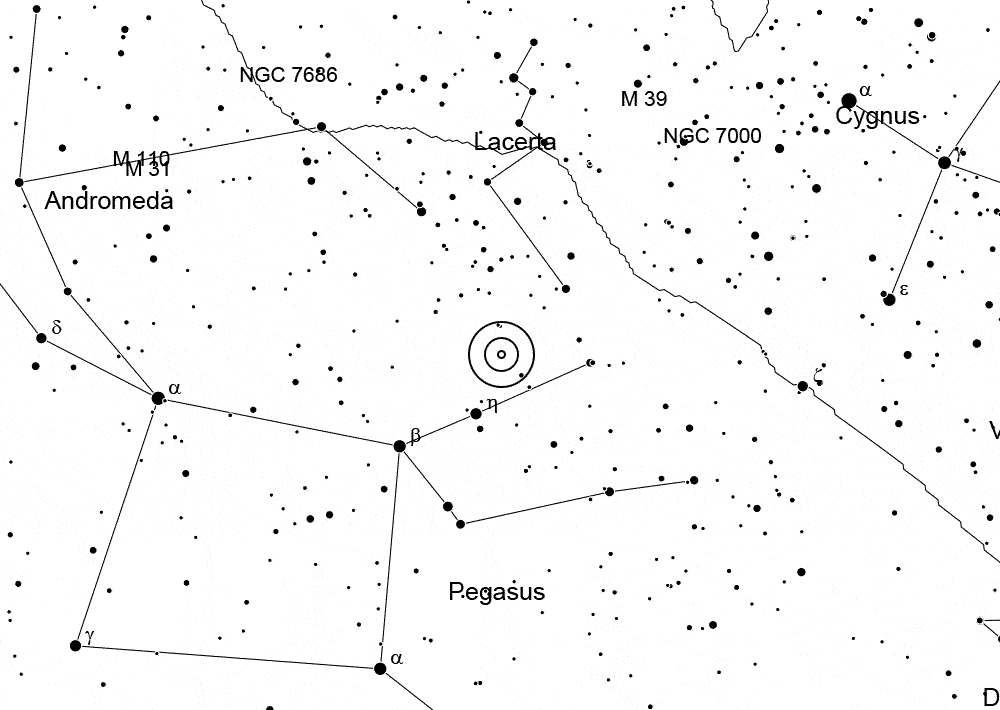 NGC 7686
M 39
α
Cygnus
NGC 7000
Lacerta
γ
M 110
M 31
Andromeda
ε
δ
ζ
α
η
β
V
Pegasus
γ
α
D